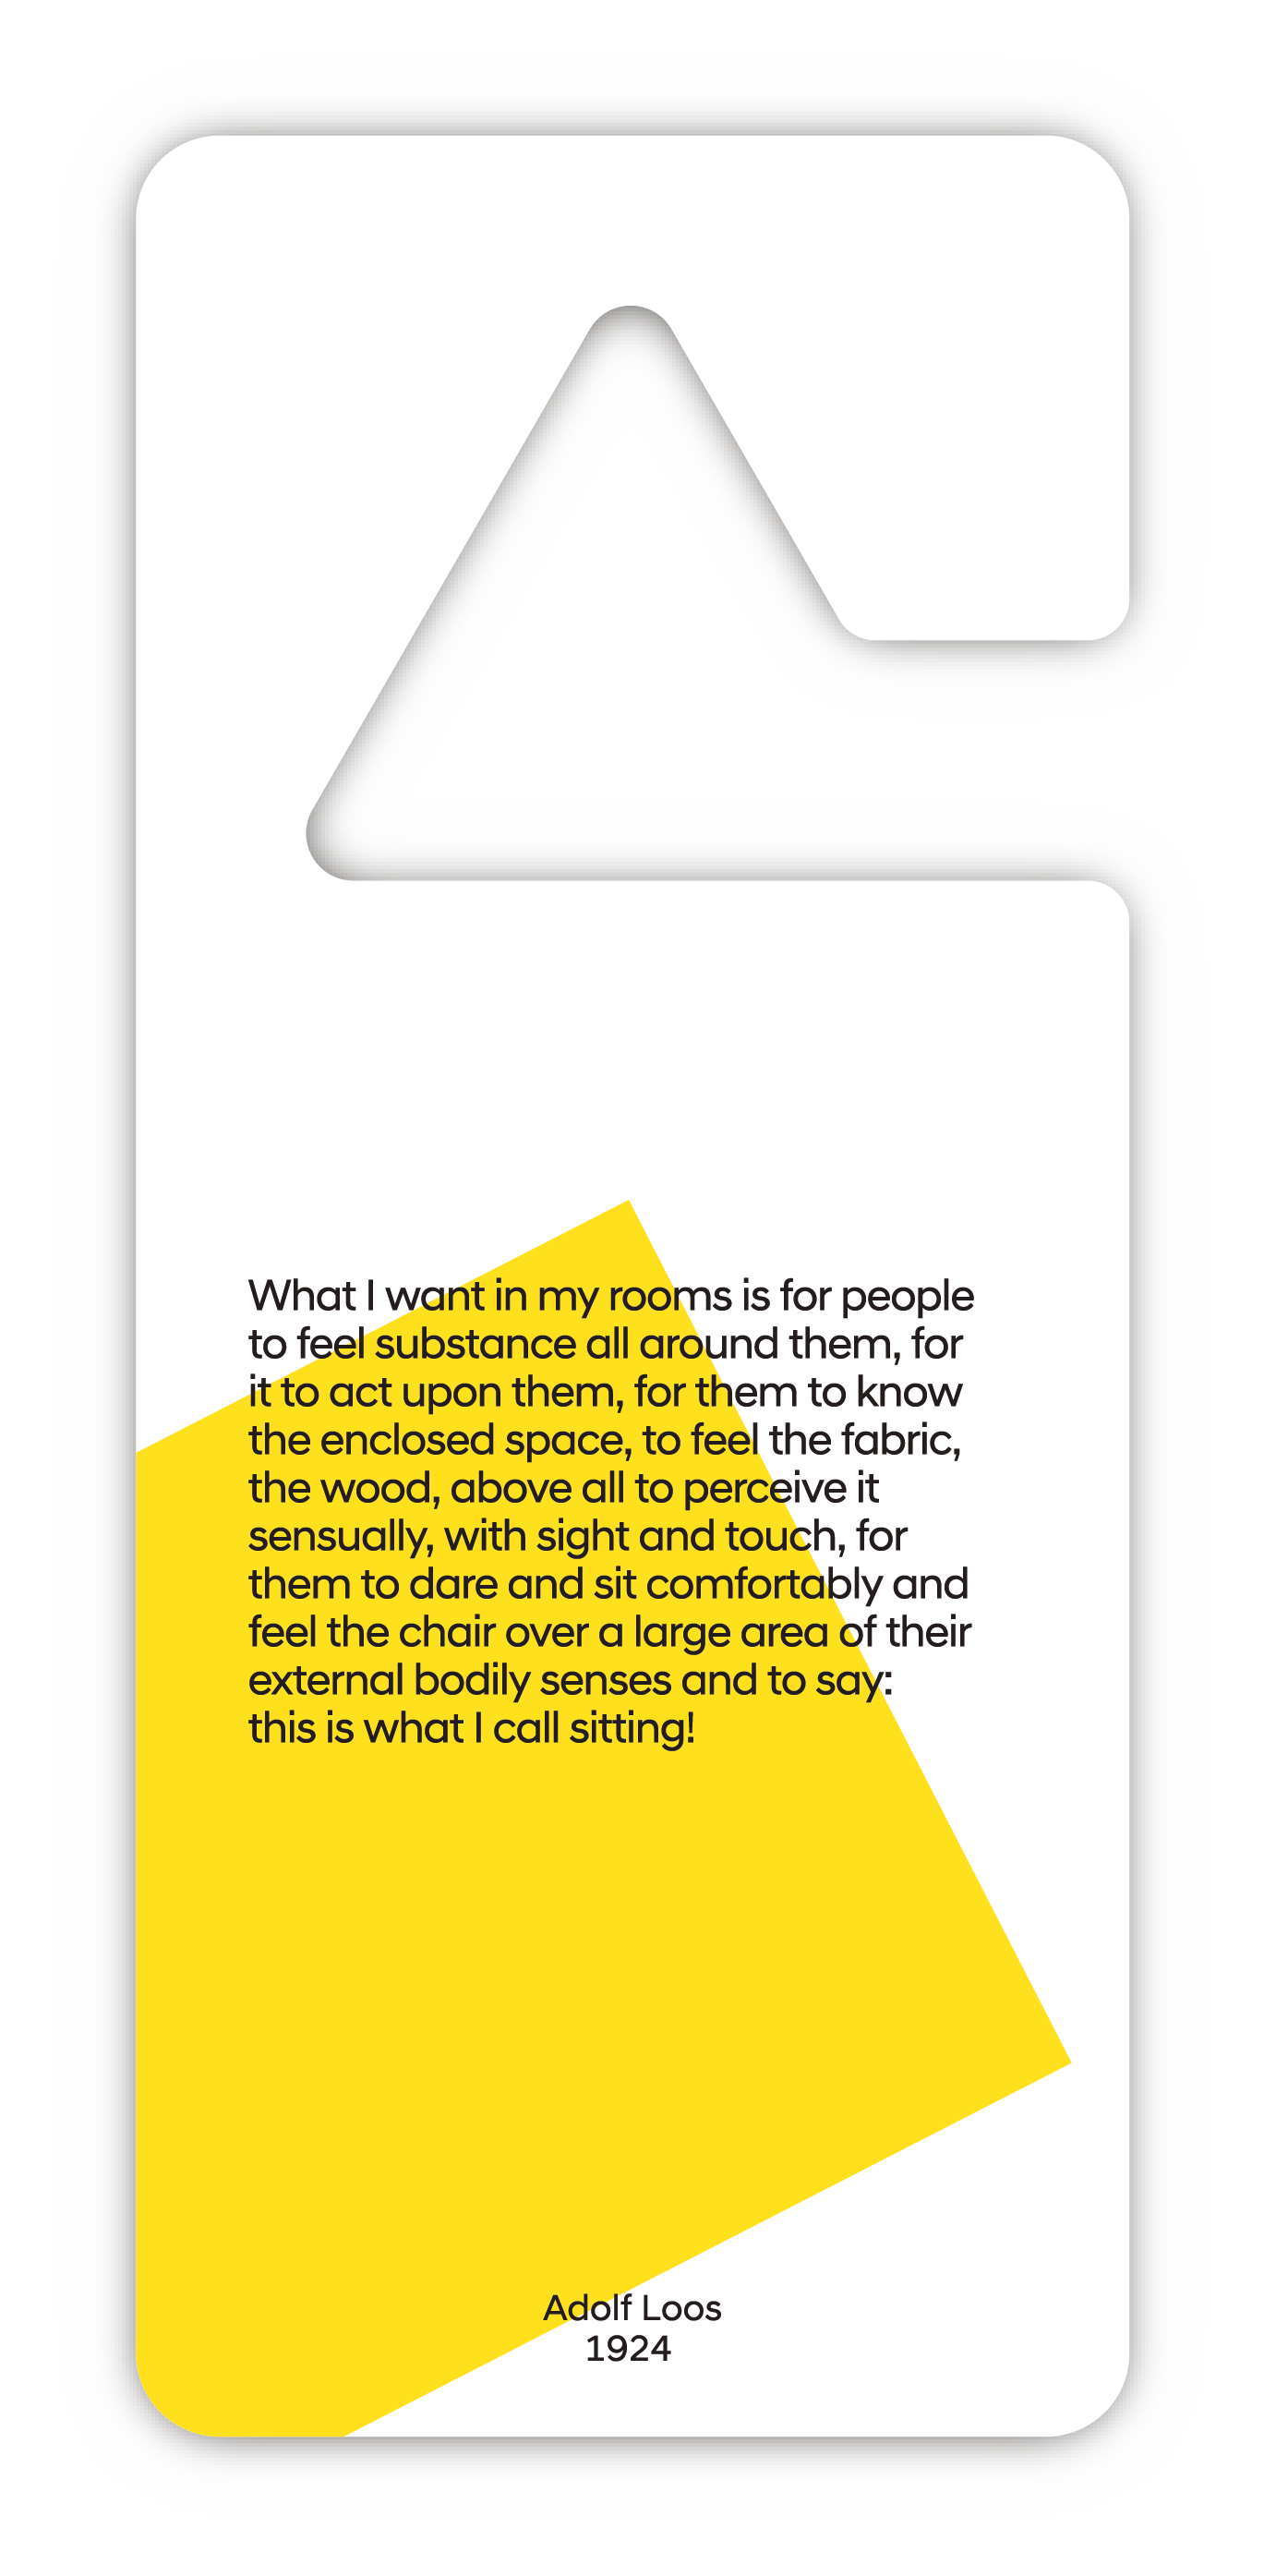 What I want in my rooms is for people
to feel substance all around them, for
it to act upon them, for them to know
the enclosed space, to feel the fabric,
the wood, above all to perceive it
sensually, with sight and touch, for
them to dare and sit comfortably and
feel the chair over a large area of their
external bodily senses and to say:
this is what I call sitting!
Adolf Loos
1924